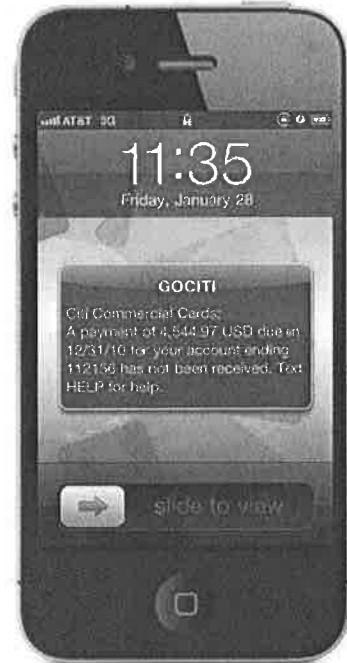 AT&T 3G
11:35
Friday, January 28
GOCITI
Citi Commercial Cards:
A payment of 4,544.97 USD due on
12/31/10 for your account ending
112156 has not been received. Text
HELP for help.
slide to view